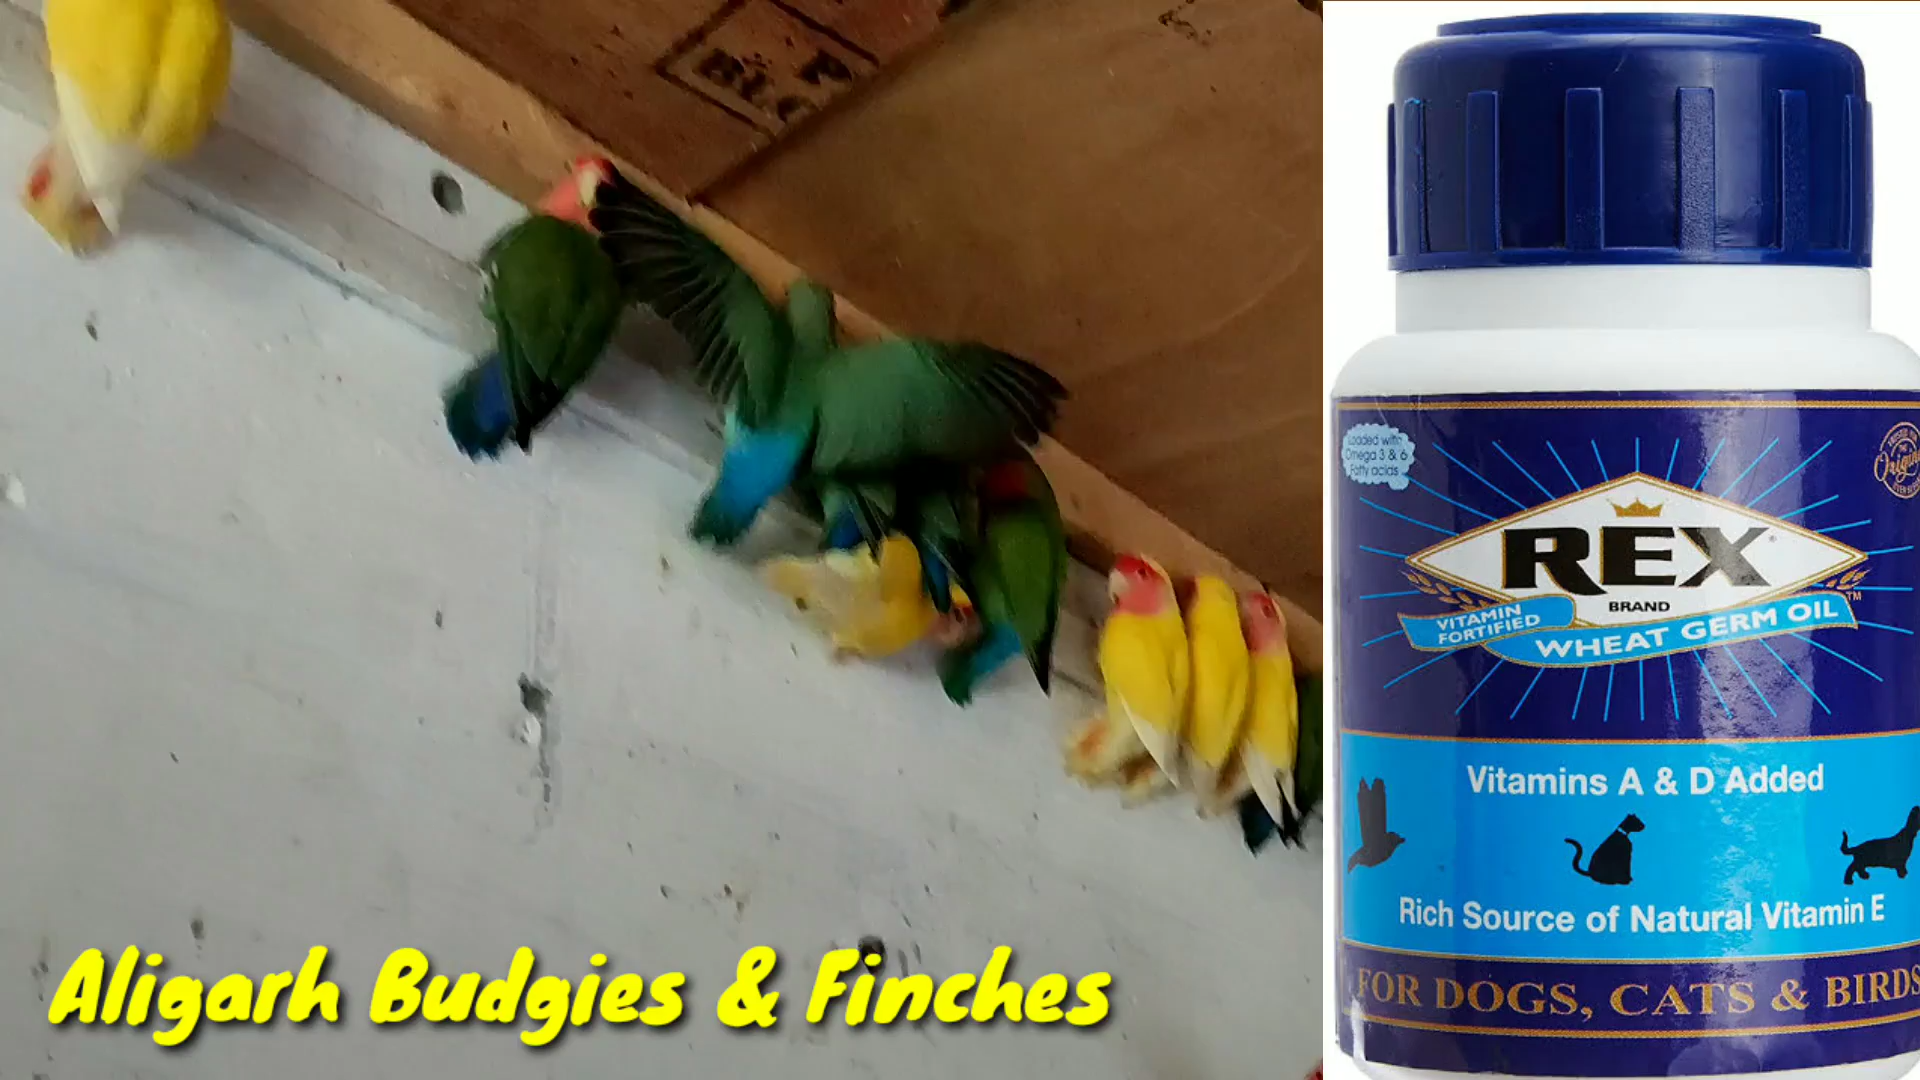 Aligarh Budgies & Finches
Loaded with
Omega 3 & 6
Fatty acids
REX
BRAND
VITAMIN
FORTIFIED
WHEAT GERM OIL™
Vitamins A & D Added
Rich Source of Natural Vitamin E
FOR DOGS, CATS & BIRDS